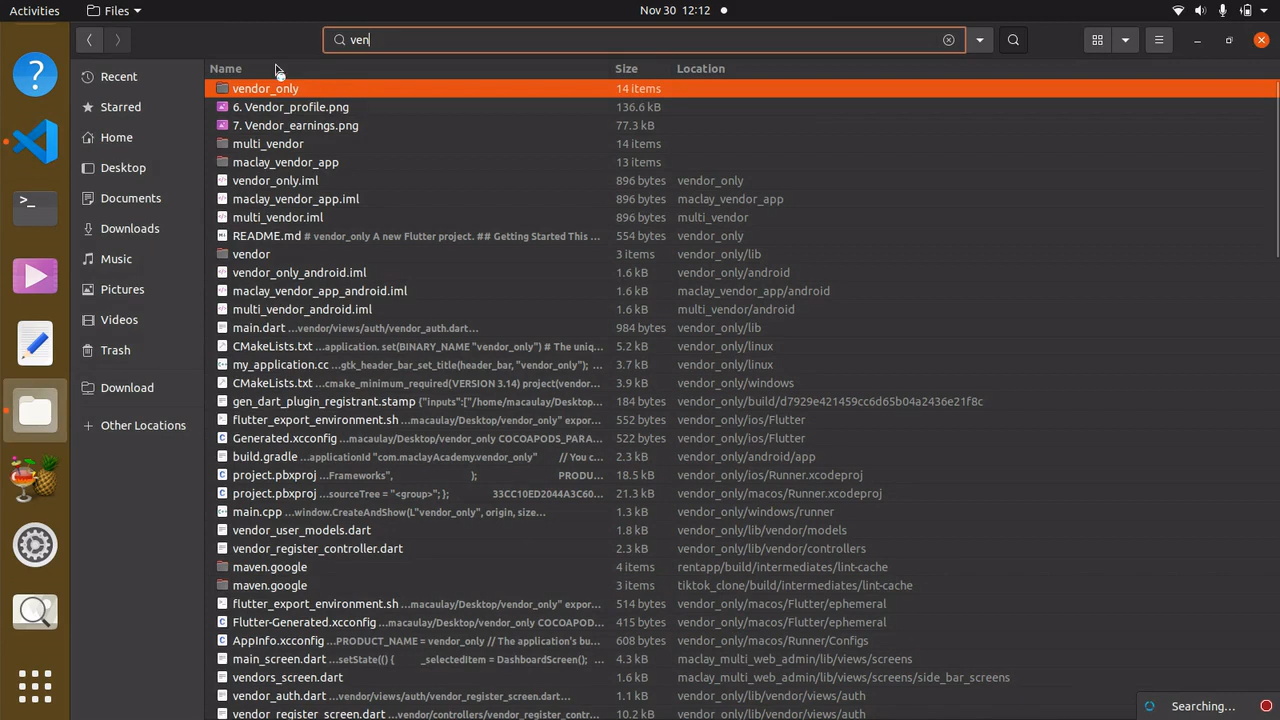 Activities Files Nov 30 12:12
ven
Name Size Location
Recent
Starred
Home
Desktop
Documents
Downloads
Music
Pictures
Videos
Trash
Download
Other Locations
vendor_only 14 items
6. Vendor_profile.png 136.6 kB
7. Vendor_earnings.png 77.3 kB
multi_vendor 14 items
maclay_vendor_app 13 items
vendor_only.iml 896 bytes vendor_only
maclay_vendor_app.iml 896 bytes maclay_vendor_app
multi_vendor.iml 896 bytes multi_vendor
README.md # vendor_only A new Flutter project. ## Getting Started This ... 554 bytes vendor_only
vendor 3 items vendor_only/lib
vendor_only_android.iml 1.6 kB vendor_only/android
maclay_vendor_app_android.iml 1.6 kB maclay_vendor_app/android
multi_vendor_android.iml 1.6 kB multi_vendor/android
main.dart ...vendor/views/auth/vendor_auth.dart... 984 bytes vendor_only/lib
CMakeLists.txt ...application. set(BINARY_NAME "vendor_only") # The uniq... 5.2 kB vendor_only/linux
my_application.cc ...gtk_header_bar_set_title(header_bar, "vendor_only"); ... 3.7 kB vendor_only/linux
CMakeLists.txt ...cmake_minimum_required(VERSION 3.14) project(vendor... 3.9 kB vendor_only/windows
gen_dart_plugin_registrant.stamp {"inputs":["/home/macaulay/Desktop... 184 bytes vendor_only/build/d7929e421459cc6d65b04a2436e21f8c
flutter_export_environment.sh ...macaulay/Desktop/vendor_only" expor... 552 bytes vendor_only/ios/Flutter
Generated.xcconfig ...macaulay/Desktop/vendor_only COCOAPODS_PARA... 522 bytes vendor_only/ios/Flutter
build.gradle ...applicationId "com.maclayAcademy.vendor_only" // You c... 2.3 kB vendor_only/android/app
project.pbxproj ...Frameworks", ); PRODU... 18.5 kB vendor_only/ios/Runner.xcodeproj
project.pbxproj ...sourceTree = "<group>"; }; 33CC10ED2044A3C60... 21.3 kB vendor_only/macos/Runner.xcodeproj
main.cpp ...window.CreateAndShow(L"vendor_only", origin, size... 1.3 kB vendor_only/windows/runner
vendor_user_models.dart 1.8 kB vendor_only/lib/vendor/models
vendor_register_controller.dart 2.3 kB vendor_only/lib/vendor/controllers
maven.google 4 items rentapp/build/intermediates/lint-cache
maven.google 3 items tiktok_clone/build/intermediates/lint-cache
flutter_export_environment.sh ...macaulay/Desktop/vendor_only" expor... 514 bytes vendor_only/macos/Flutter/ephemeral
Flutter-Generated.xcconfig ...macaulay/Desktop/vendor_only COCOAPOD... 415 bytes vendor_only/macos/Flutter/ephemeral
AppInfo.xcconfig ...PRODUCT_NAME = vendor_only // The application's bu... 608 bytes vendor_only/macos/Runner/Configs
main_screen.dart ...setState(() { _selectedItem = DashboardScreen(); ... 4.3 kB maclay_multi_web_admin/lib/views/screens
vendors_screen.dart 1.6 kB maclay_multi_web_admin/lib/views/screens/side_bar_screens
vendor_auth.dart ...vendor/views/auth/vendor_register_screen.dart... 1.1 kB vendor_only/lib/vendor/views/auth
vendor_register_screen.dart ...vendor/controllers/vendor_register_contr... 10.2 kB vendor_only/lib/vendor/views/auth
Searching...